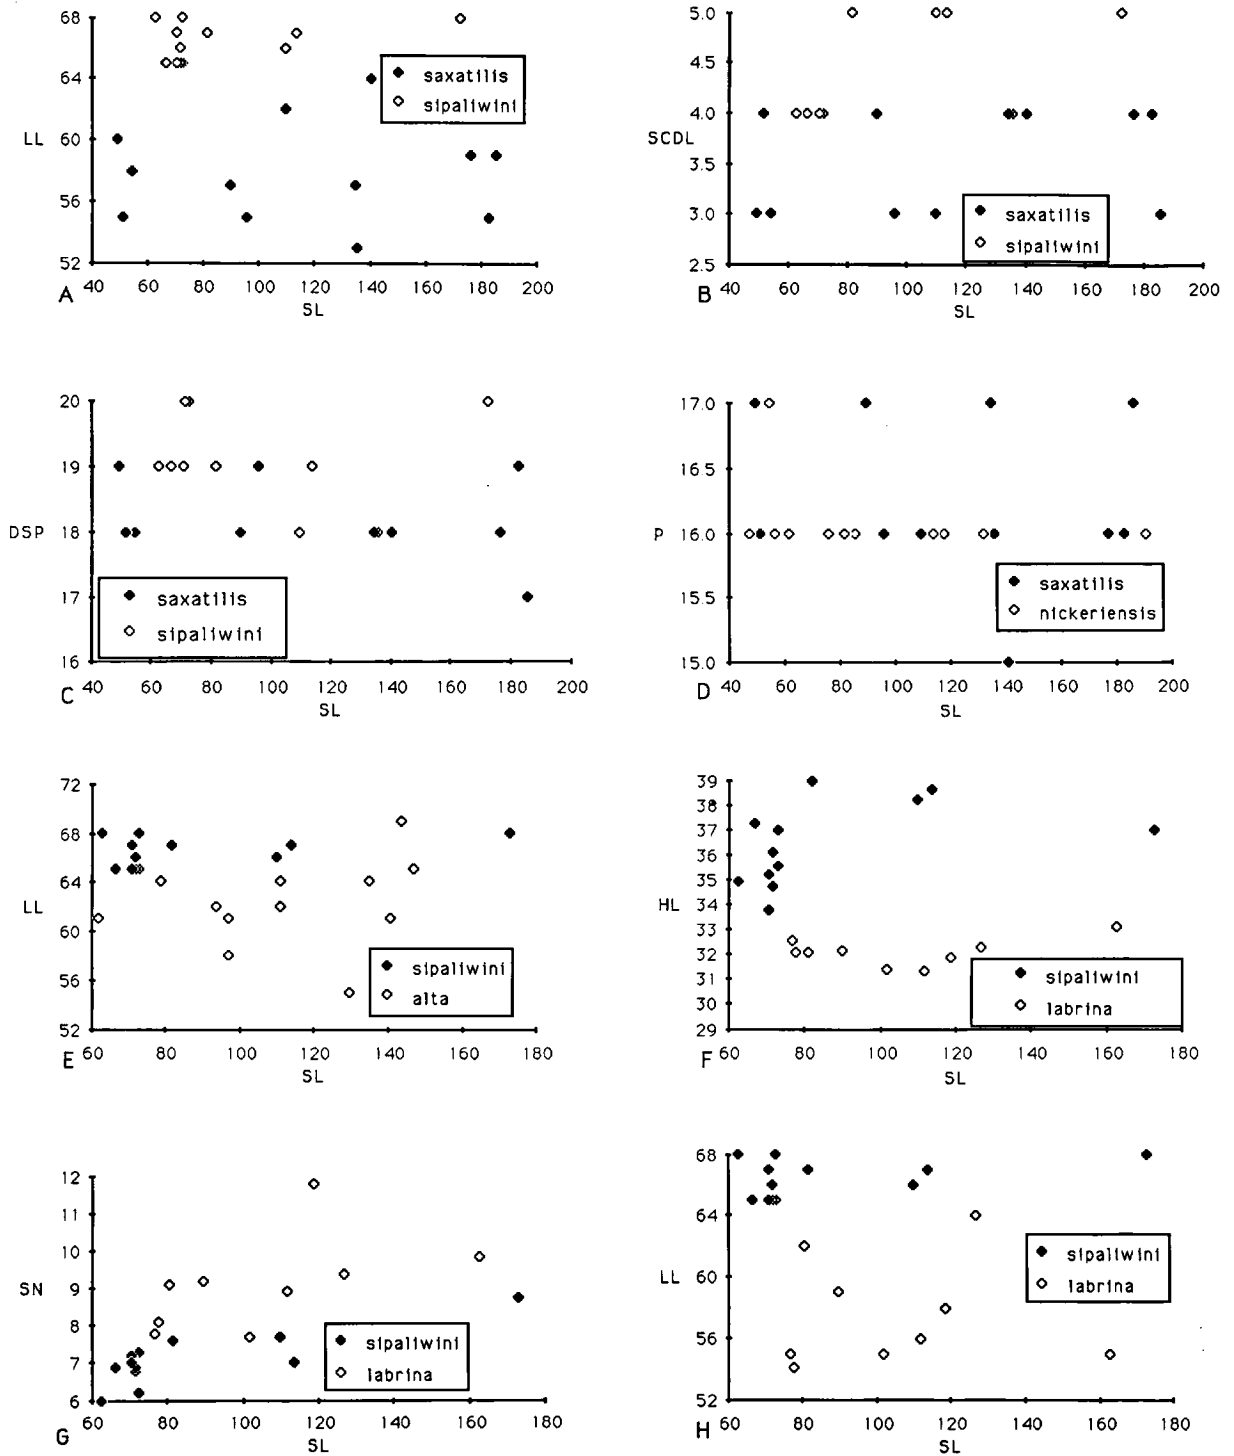 68
64
LL 60
56
52
40 60 80 100 120 140 160 180 200
A
SL
saxatilis
sipaliwini
5.0
4.5
4.0
SCDL
3.5
3.0
2.5
40 60 80 100 120 140 160 180 200
B
SL
saxatilis
sipaliwini
20
19
DSP 18
17
16
40 60 80 100 120 140 160 180 200
C
SL
saxatilis
sipaliwini
17.0
16.5
P 16.0
15.5
15.0
40 60 80 100 120 140 160 180 200
D
SL
saxatilis
nickeriensis
72
68
64
LL
60
56
52
60 80 100 120 140 160 180
E
SL
sipaliwini
alta
39
38
37
36
35
HL 34
33
32
31
30
29
60 80 100 120 140 160 180
F
SL
sipaliwini
labrina
12
11
10
SN 9
8
7
6
60 80 100 120 140 160 180
G
SL
sipaliwini
labrina
68
64
LL 60
56
52
60 80 100 120 140 160 180
H
SL
sipaliwini
labrina